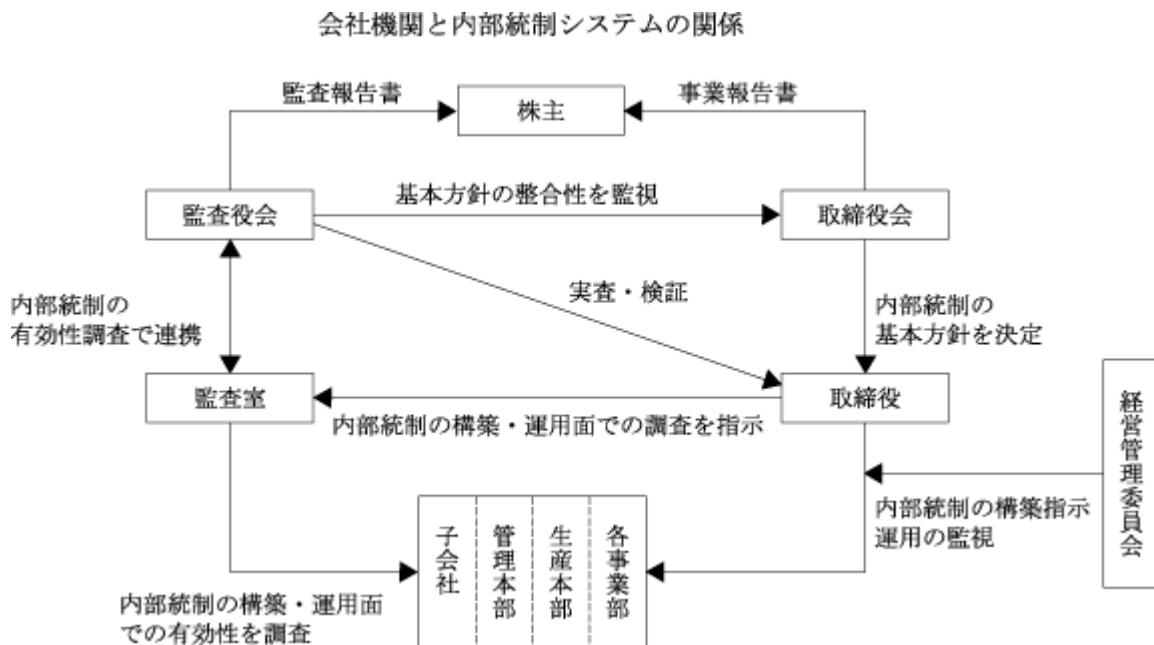 会社機関と内部統制システムの関係
監査報告書
株主
事業報告書
監査役会
基本方針の整合性を監視
取締役会
実査・検証
内部統制の
有効性調査で連携
内部統制の
基本方針を決定
監査室
内部統制の構築・運用面での調査を指示
取締役
経営管理委員会
内部統制の構築指示
運用の監視
子会社
管理本部
生産本部
各事業部
内部統制の構築・運用面
での有効性を調査